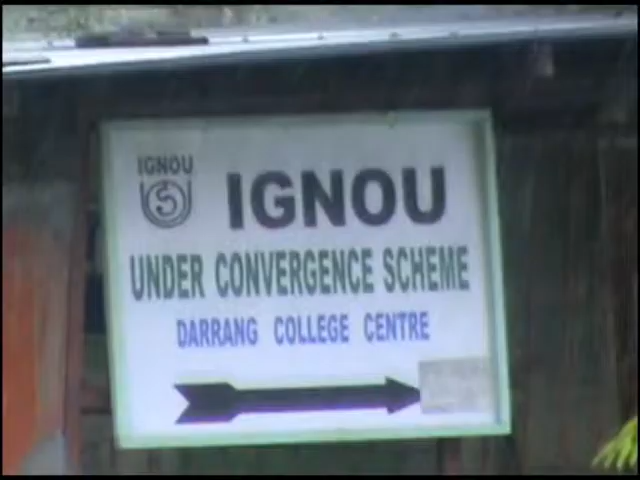 IGNOU
IGNOU
UNDER CONVERGENCE SCHEME
DARRANG COLLEGE CENTRE